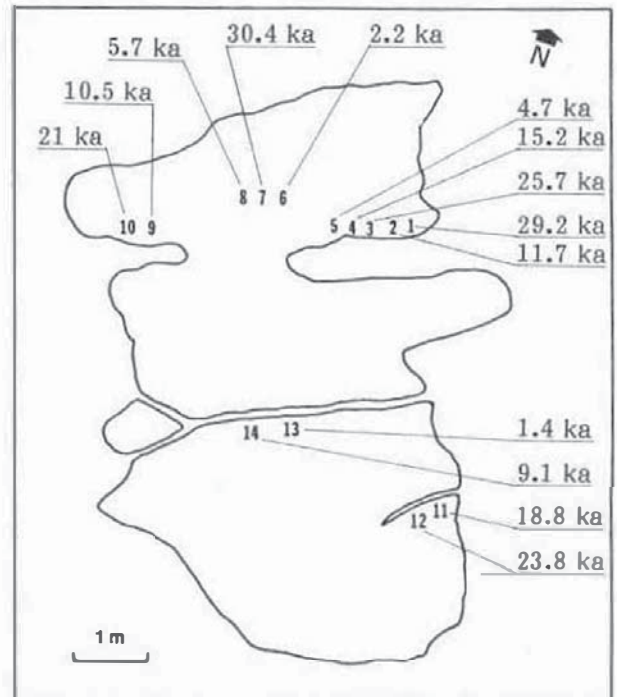 30.4 ka
2.2 ka
5.7 ka
N
10.5 ka
4.7 ka
21 ka
15.2 ka
25.7 ka
8 7 6
10 9
5 4 3 2 1
29.2 ka
11.7 ka
14 13
1.4 ka
9.1 ka
12 11
18.8 ka
23.8 ka
1 m